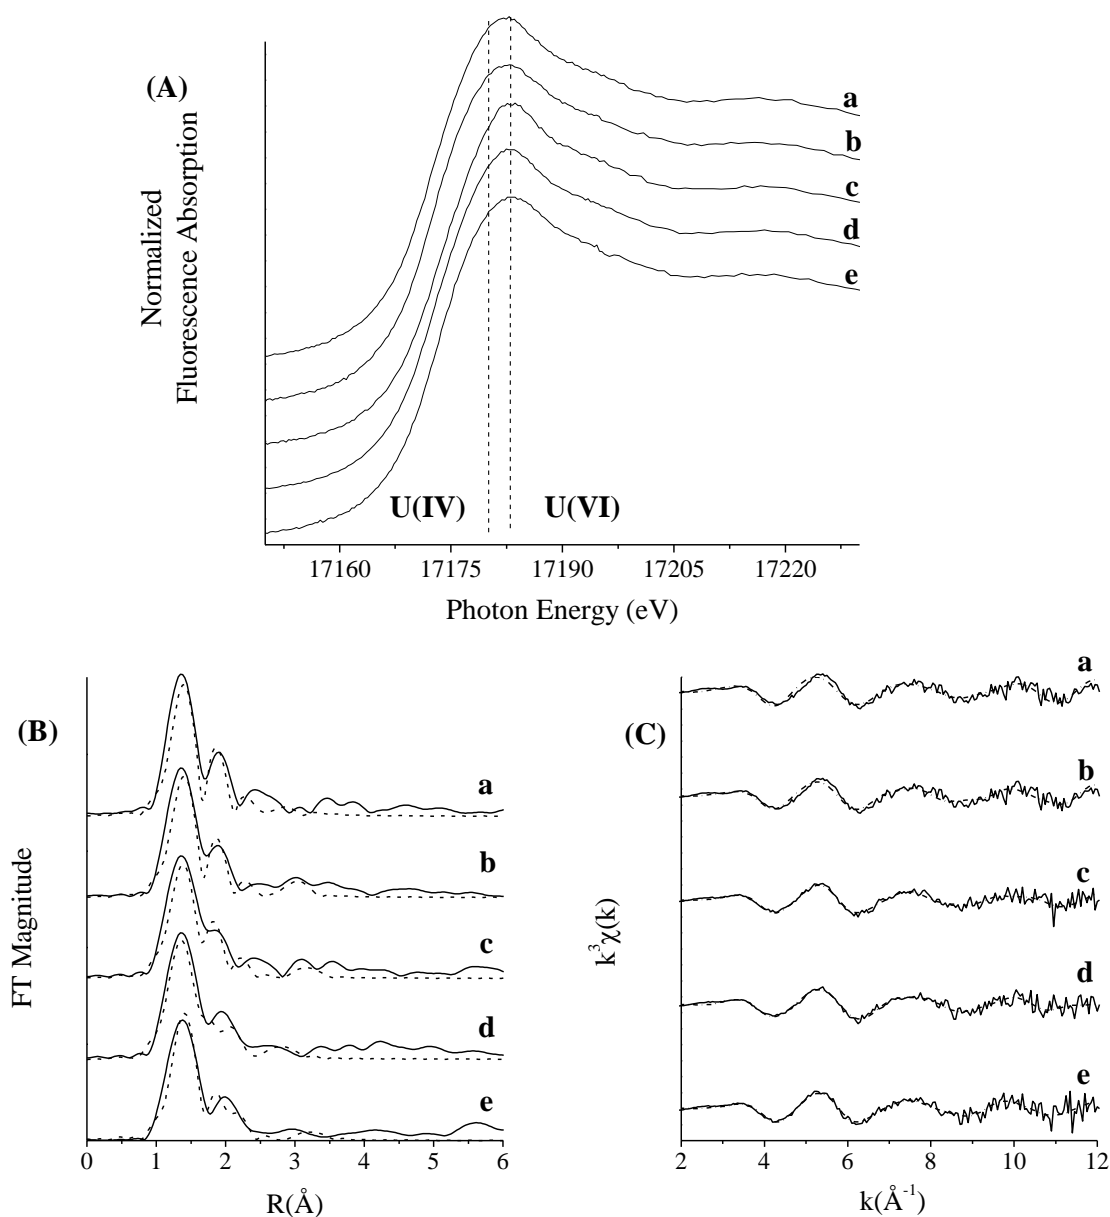 (A)
Normalized
Fluorescence Absorption
a
b
c
d
e
U(IV) U(VI)
17160 17175 17190 17205 17220
Photon Energy (eV)
(B)
FT Magnitude
a
b
c
d
e
0 1 2 3 4 5 6
R(Å)
(C)
k³χ(k)
a
b
c
d
e
2 4 6 8 10 12
k(Å⁻¹)